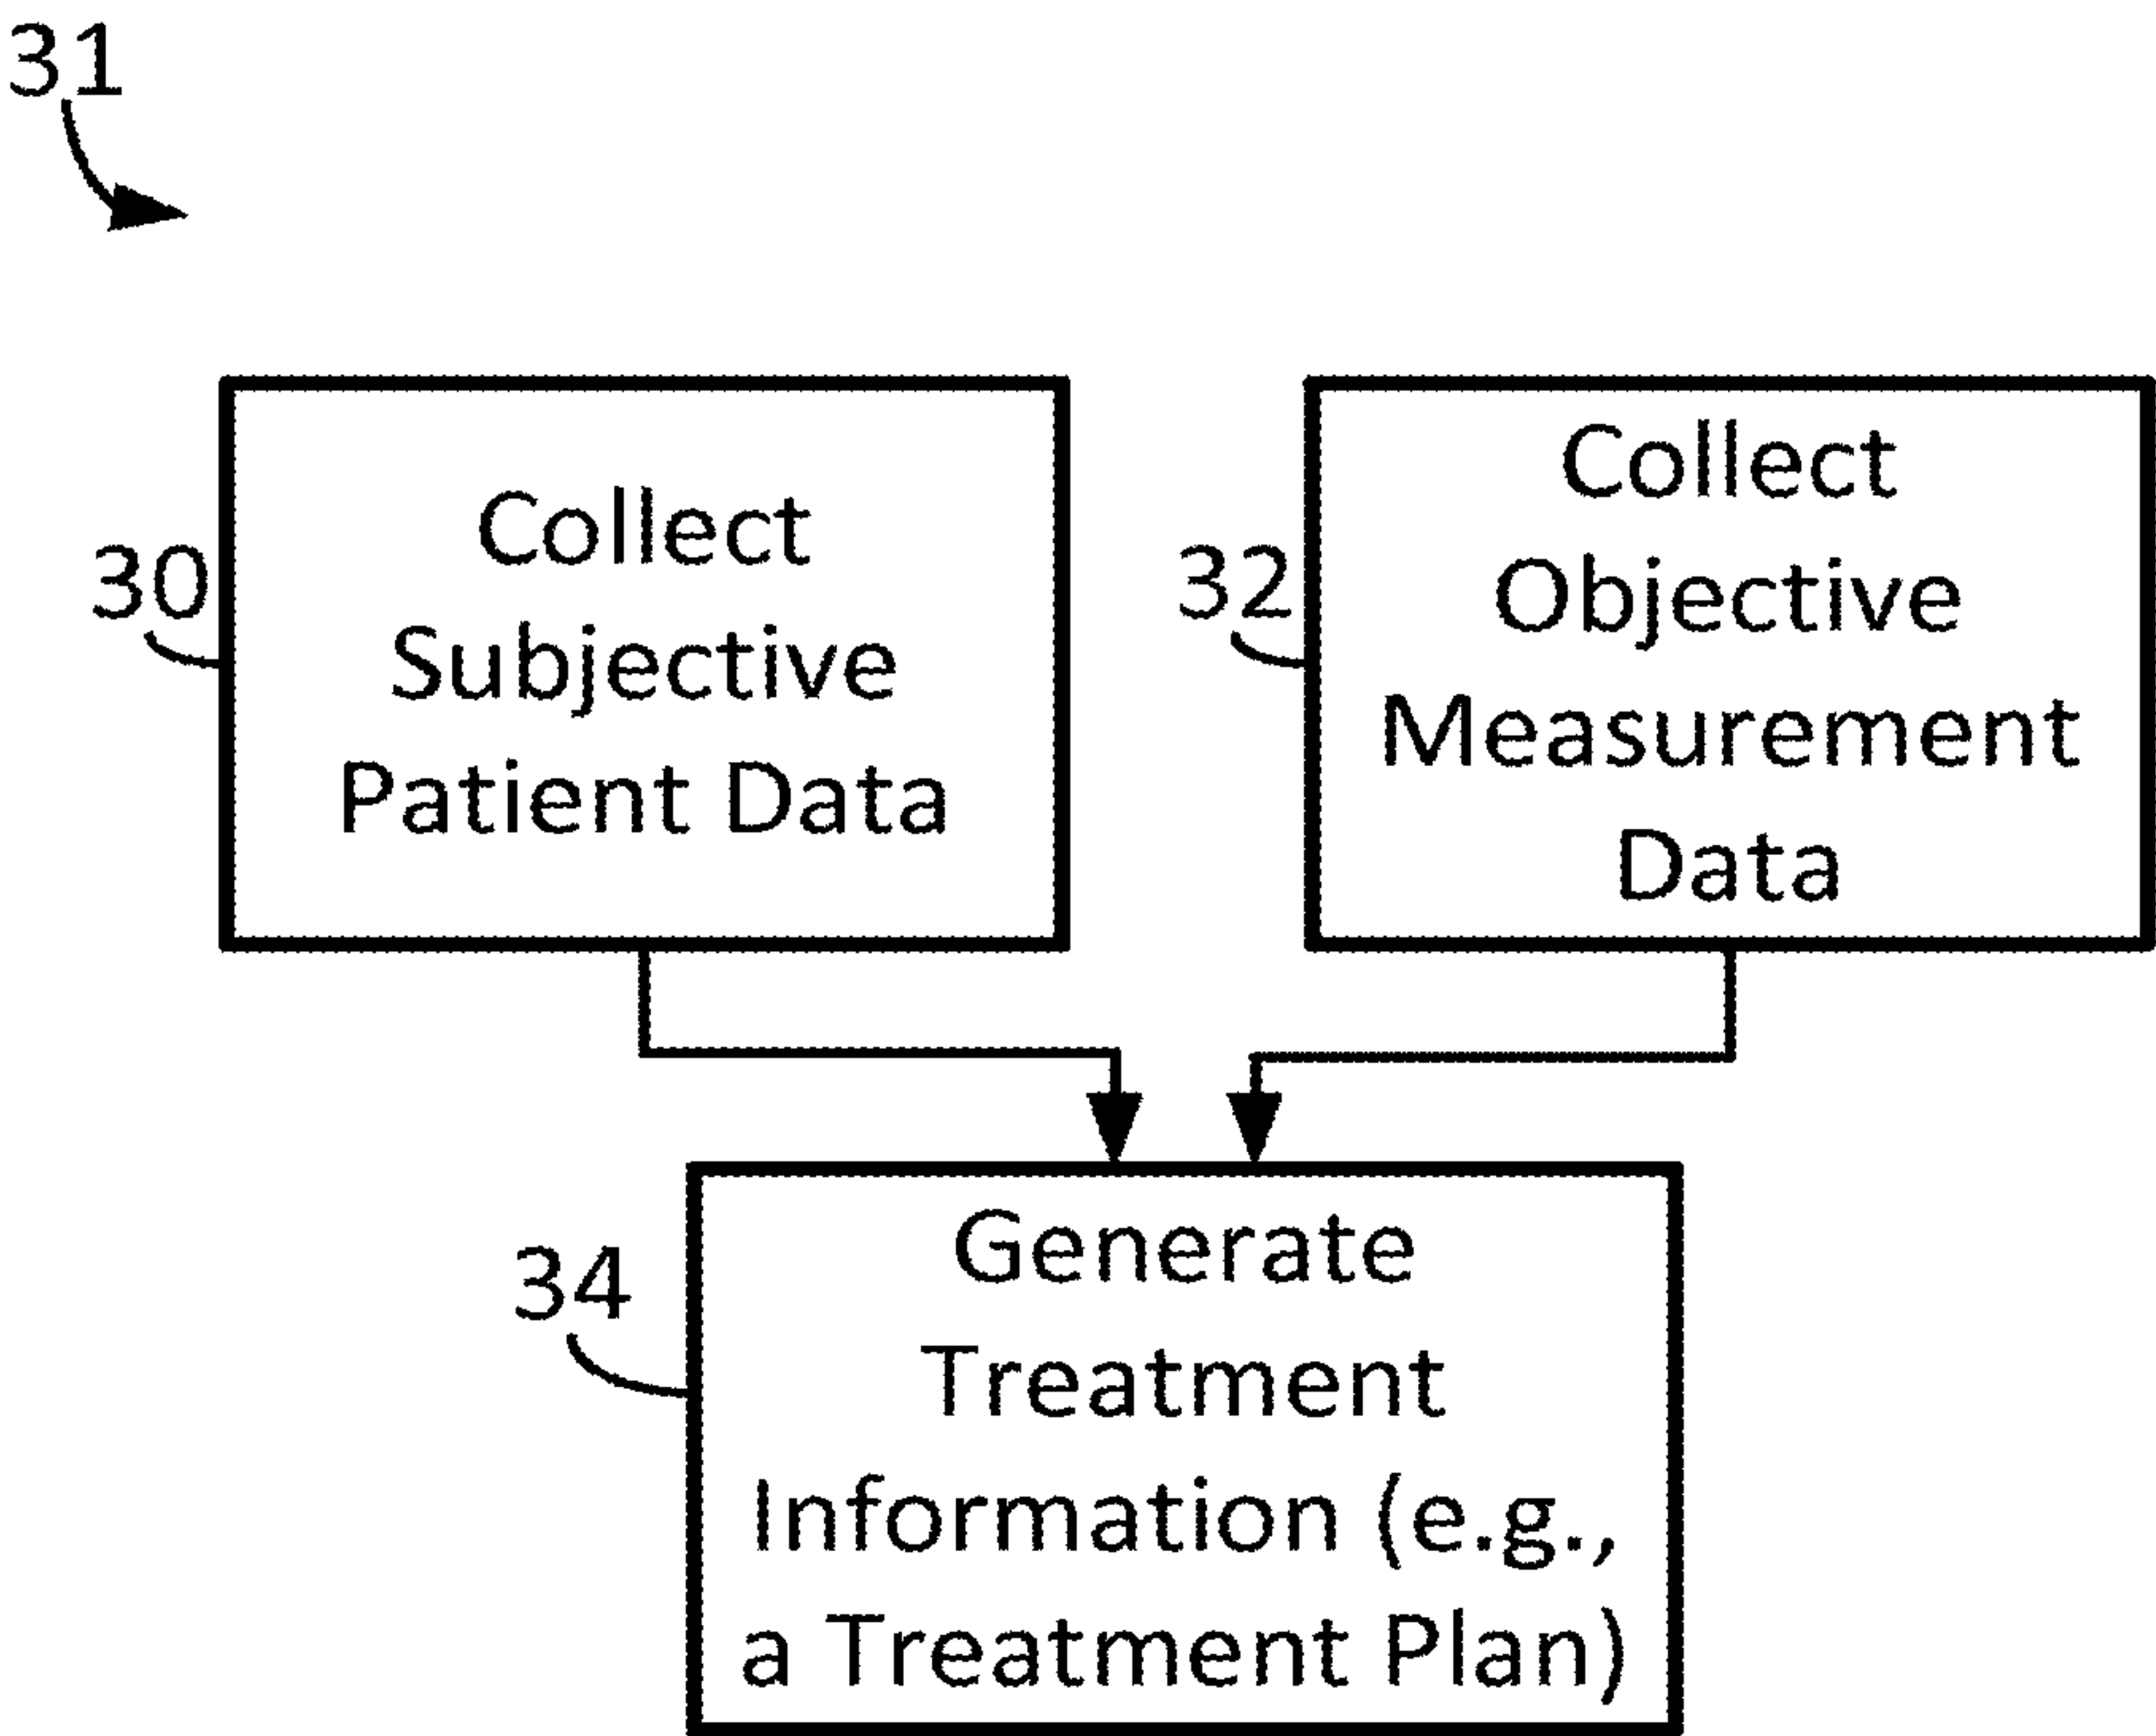 31
30
Collect
Subjective
Patient Data
32
Collect
Objective
Measurement
Data
34
Generate
Treatment
Information (e.g.,
a Treatment Plan)